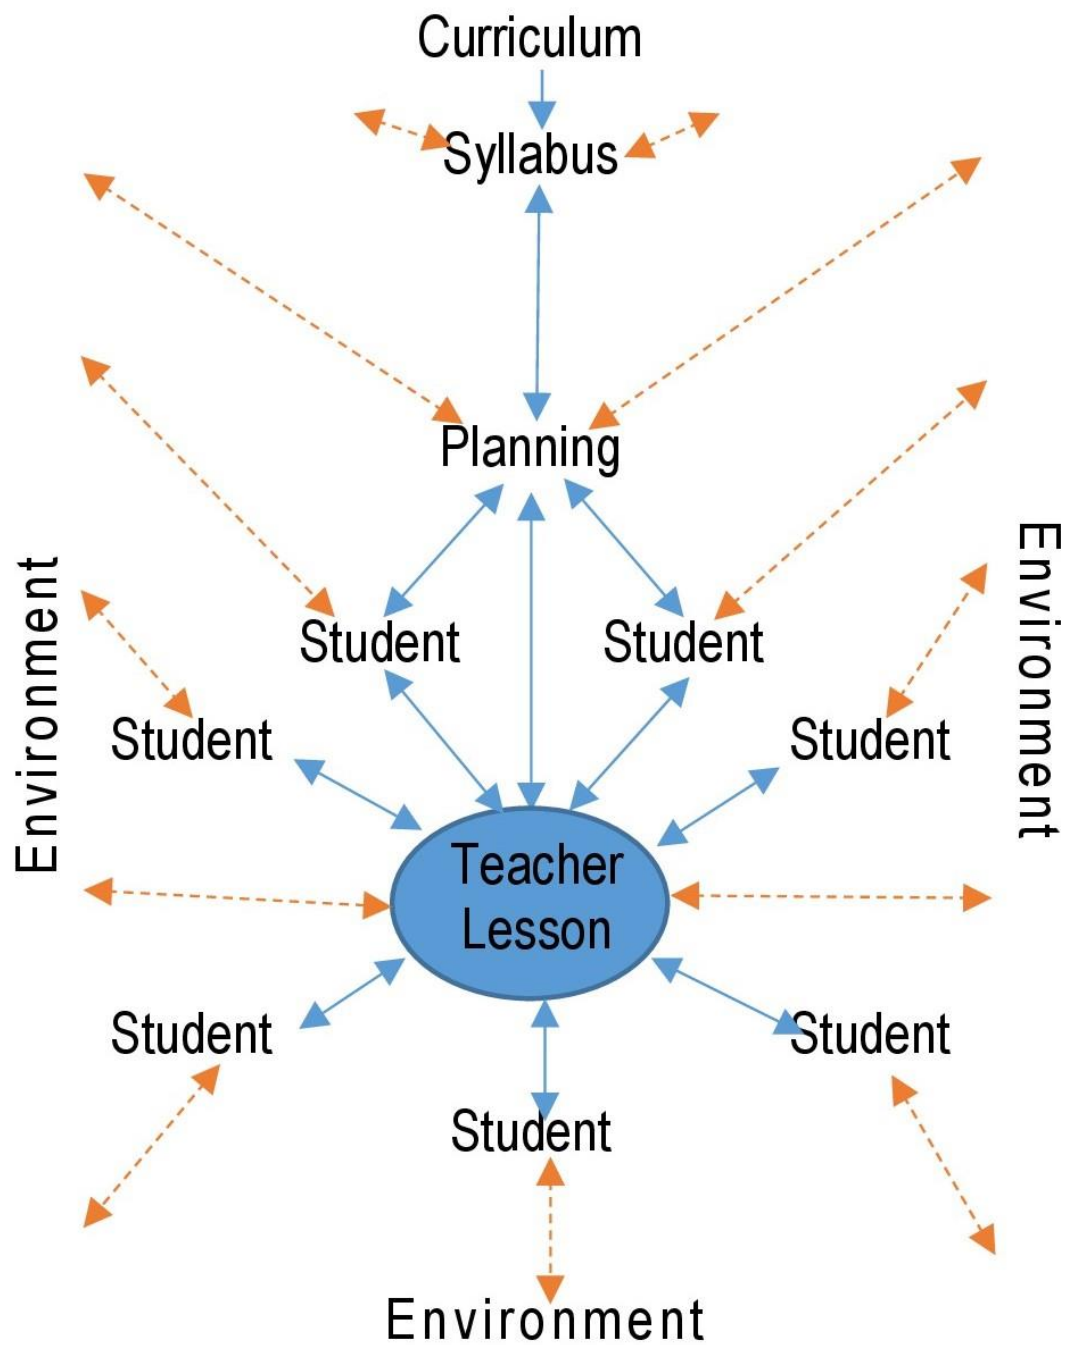 Curriculum
Syllabus
Planning
Student
Student
Environment
Environment
Student
Student
Teacher
Lesson
Student
Student
Student
Environment